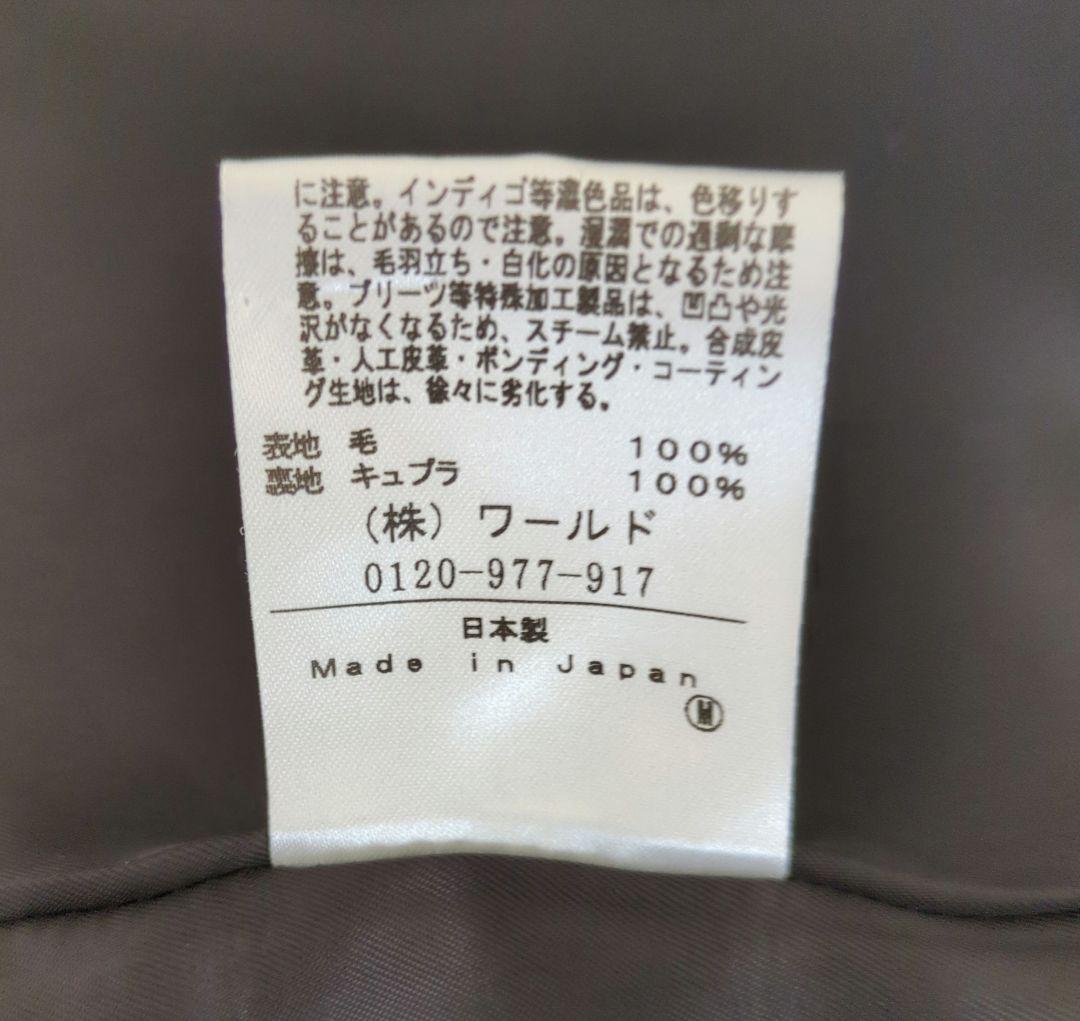 に注意。インディゴ等濃色品は、色移りす
ることがあるので注意。湿潤での過剰な摩
擦は、毛羽立ち・白化の原因となるため注
意。プリーツ等特殊加工製品は、凹凸や光
沢がなくなるため、スチーム禁止。合成皮
革・人工皮革・ボンディング・コーティン
グ生地は、徐々に劣化する。
表地 毛 100%
裏地 キュプラ 100%
(株) ワールド
0120-977-917
日本製
Made in Japan